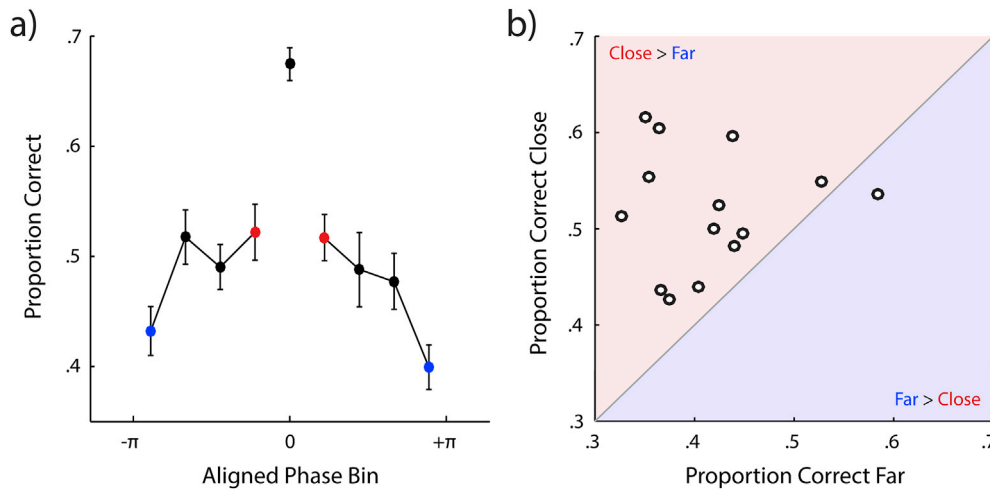 a)
.7
.6
.5
.4
Proportion Correct
-π
0
+π
Aligned Phase Bin
b)
.7
.6
.5
.4
.3
Proportion Correct Close
Close > Far
Far > Close
.3
.4
.5
.6
.7
Proportion Correct Far